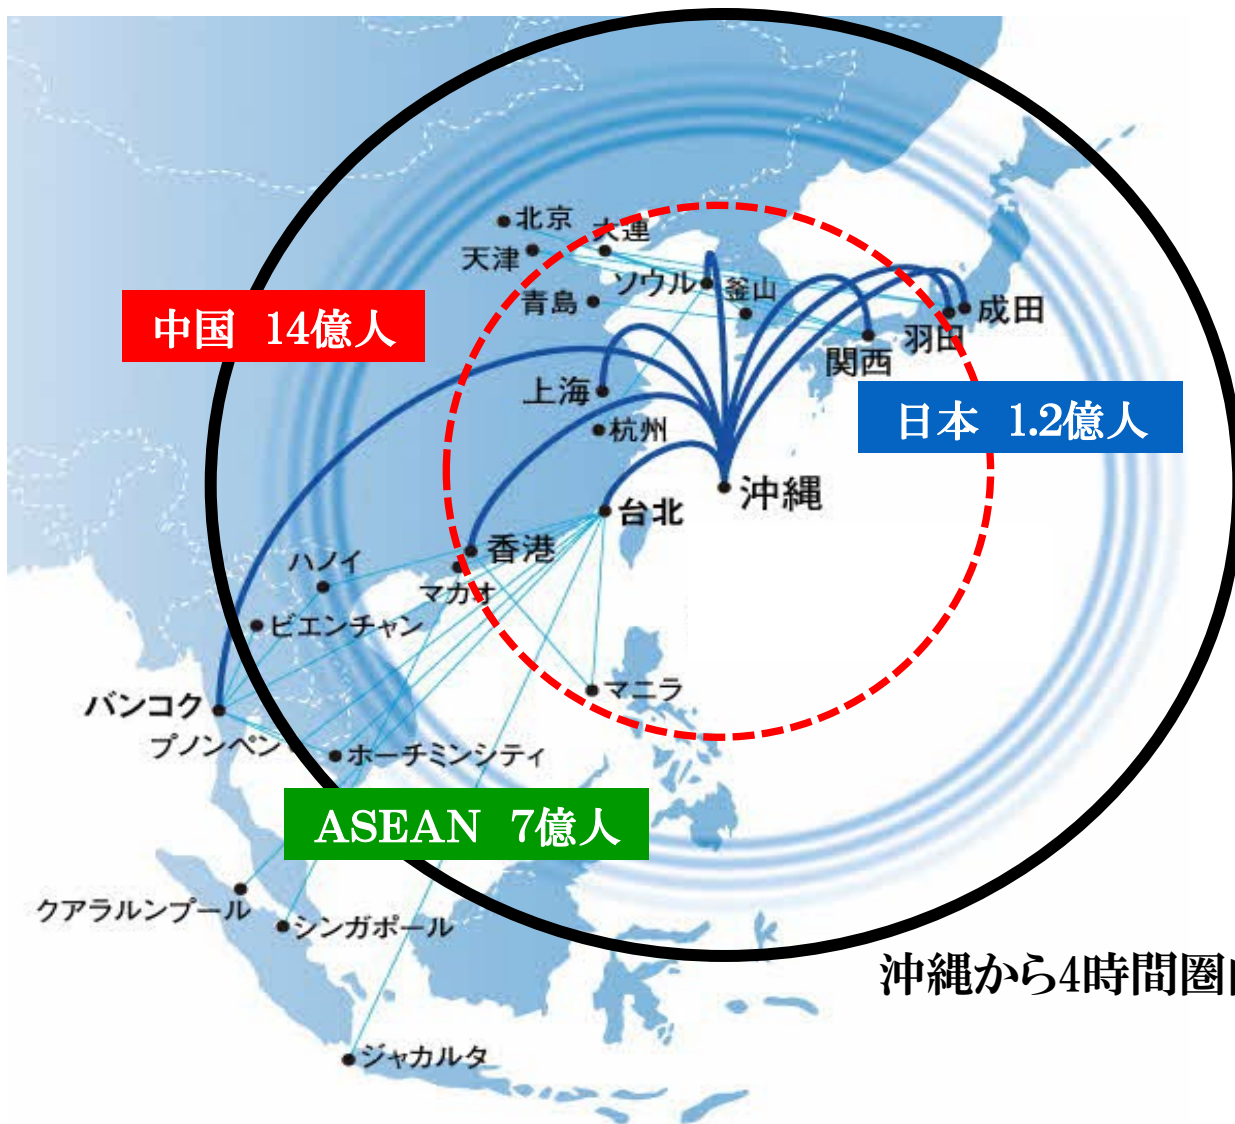 北京
大連
天津
ソウル
釜山
青島
中国 14億人
成田
羽田
関西
上海
日本 1.2億人
杭州
沖縄
台北
香港
ハノイ
マカオ
ビエンチャン
マニラ
バンコク
プノンペン
ホーチミンシティ
ASEAN 7億人
クアラルンプール
シンガポール
沖縄から4時間圏
ジャカルタ